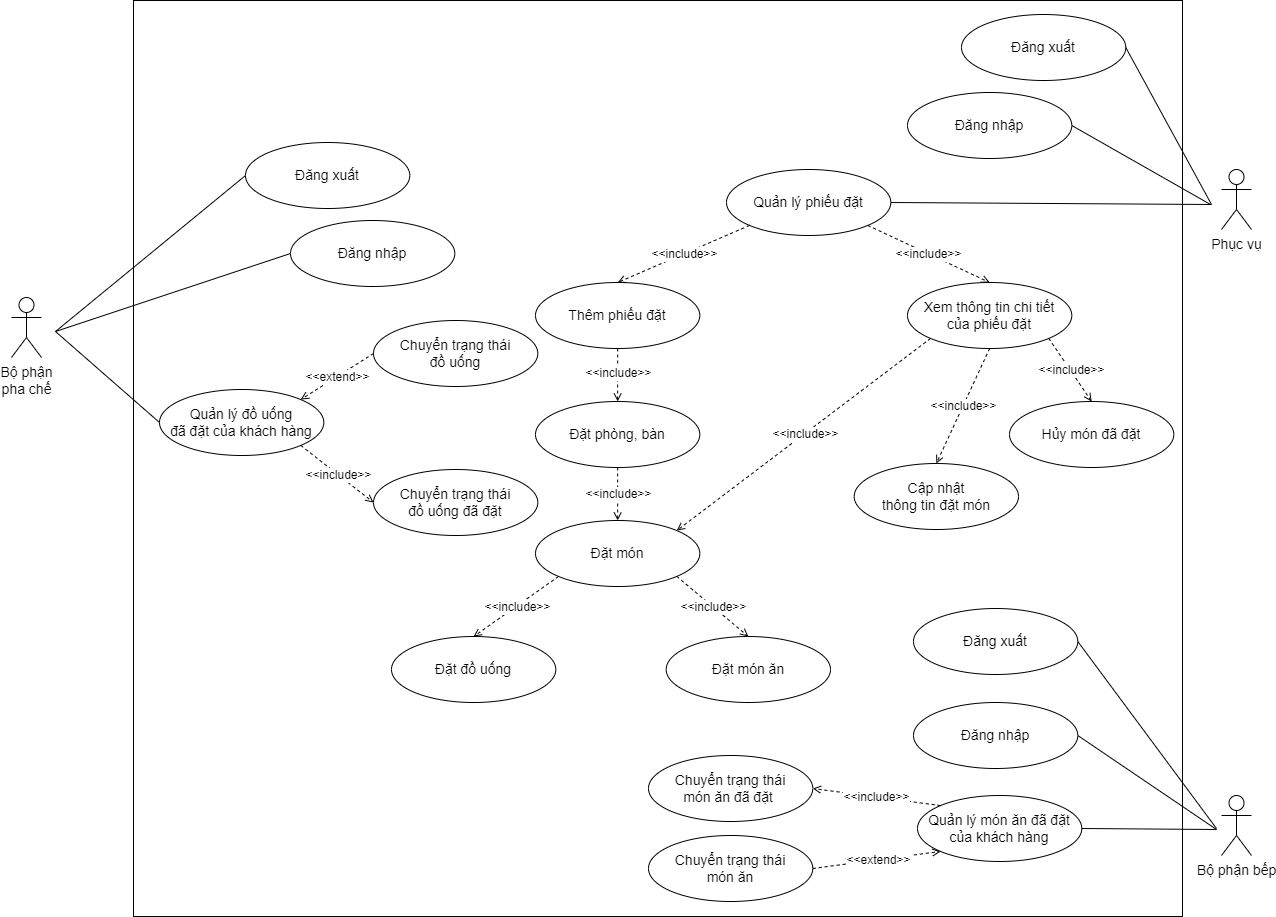 Đăng xuất
Đăng nhập
Đăng xuất
Quản lý phiếu đặt
Phục vụ
Đăng nhập
<<include>>
<<include>>
Thêm phiếu đặt
Xem thông tin chi tiết
của phiếu đặt
Chuyển trạng thái
đồ uống
Bộ phận
pha chế
<<extend>>
<<include>>
<<include>>
Quản lý đồ uống
đã đặt của khách hàng
<<include>>
<<include>>
Đặt phòng, bàn
Hủy món đã đặt
<<include>>
Chuyển trạng thái
đồ uống đã đặt
<<include>>
Cập nhật
thông tin đặt món
Đặt món
<<include>>
<<include>>
Đặt đồ uống
Đặt món ăn
Đăng xuất
Đăng nhập
Chuyển trạng thái
món ăn đã đặt
<<include>>
Quản lý món ăn đã đặt
của khách hàng
Chuyển trạng thái
món ăn
<<extend>>
Bộ phận bếp